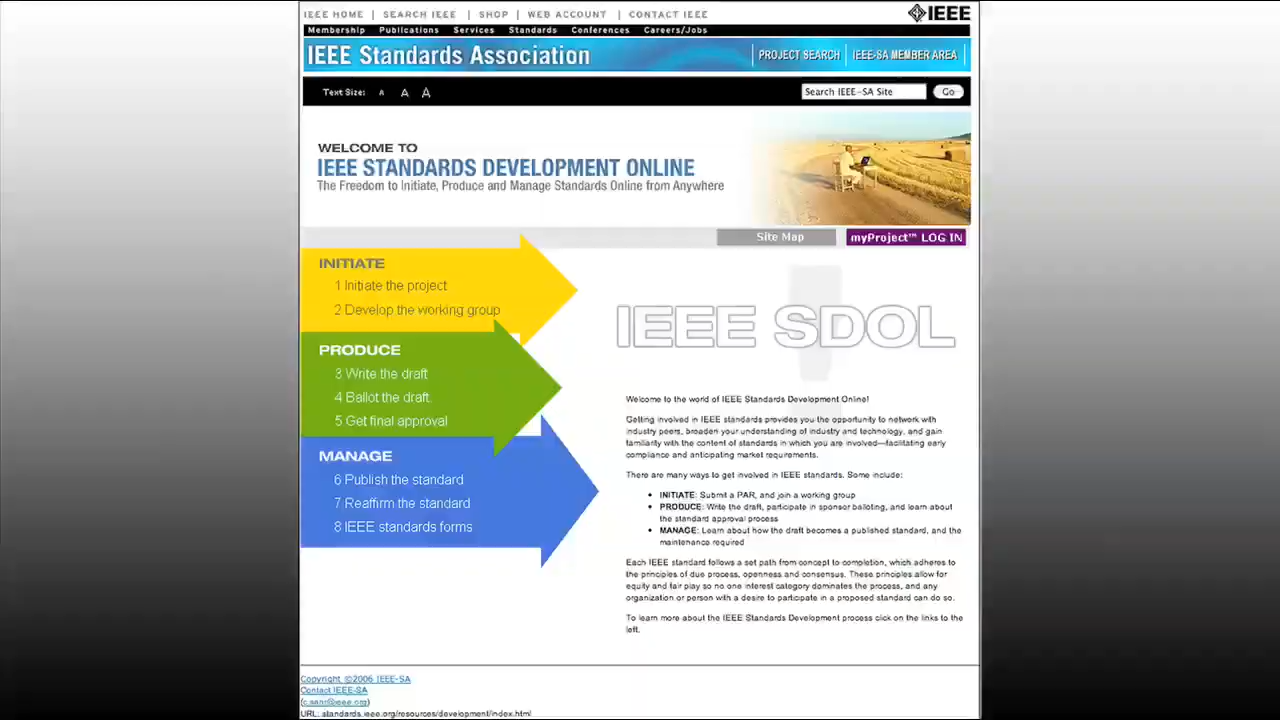 IEEE HOME | SEARCH IEEE | SHOP | WEB ACCOUNT | CONTACT IEEE
IEEE
Membership Publications Services Standards Conferences Careers/Jobs
IEEE Standards Association
PROJECT SEARCH | IEEE-SA MEMBER AREA
Text Size: A A A
Search IEEE-SA Site
Go
WELCOME TO
IEEE STANDARDS DEVELOPMENT ONLINE
The Freedom to Initiate, Produce and Manage Standards Online from Anywhere
Site Map
myProject™ LOG IN
INITIATE
1 Initiate the project
2 Develop the working group
PRODUCE
3 Write the draft
4 Ballot the draft
5 Get final approval
MANAGE
6 Publish the standard
7 Reaffirm the standard
8 IEEE standards forms
IEEE SDOL
Welcome to the world of IEEE Standards Development Online!
Getting involved in IEEE standards provides you the opportunity to network with
industry peers, broaden your understanding of industry and technology, and gain
familiarity with the content of standards in which you are involved—facilitating early
compliance and anticipating market requirements.
There are many ways to get involved in IEEE standards. Some include:
• INITIATE: Submit a PAR, and join a working group
• PRODUCE: Write the draft, participate in sponsor balloting, and learn about
the standard approval process
• MANAGE: Learn about how the draft becomes a published standard, and the
maintenance required
Each IEEE standard follows a set path from concept to completion, which adheres to
the principles of due process, openness and consensus. These principles allow for
equity and fair play so no one interest category dominates the process, and any
organization or person with a desire to participate in a proposed standard can do so.
To learn more about the IEEE Standards Development process click on the links to the
left.
Copyright ©2006 IEEE-SA
Contact IEEE-SA
URL: standards.ieee.org/resources/development/index.html